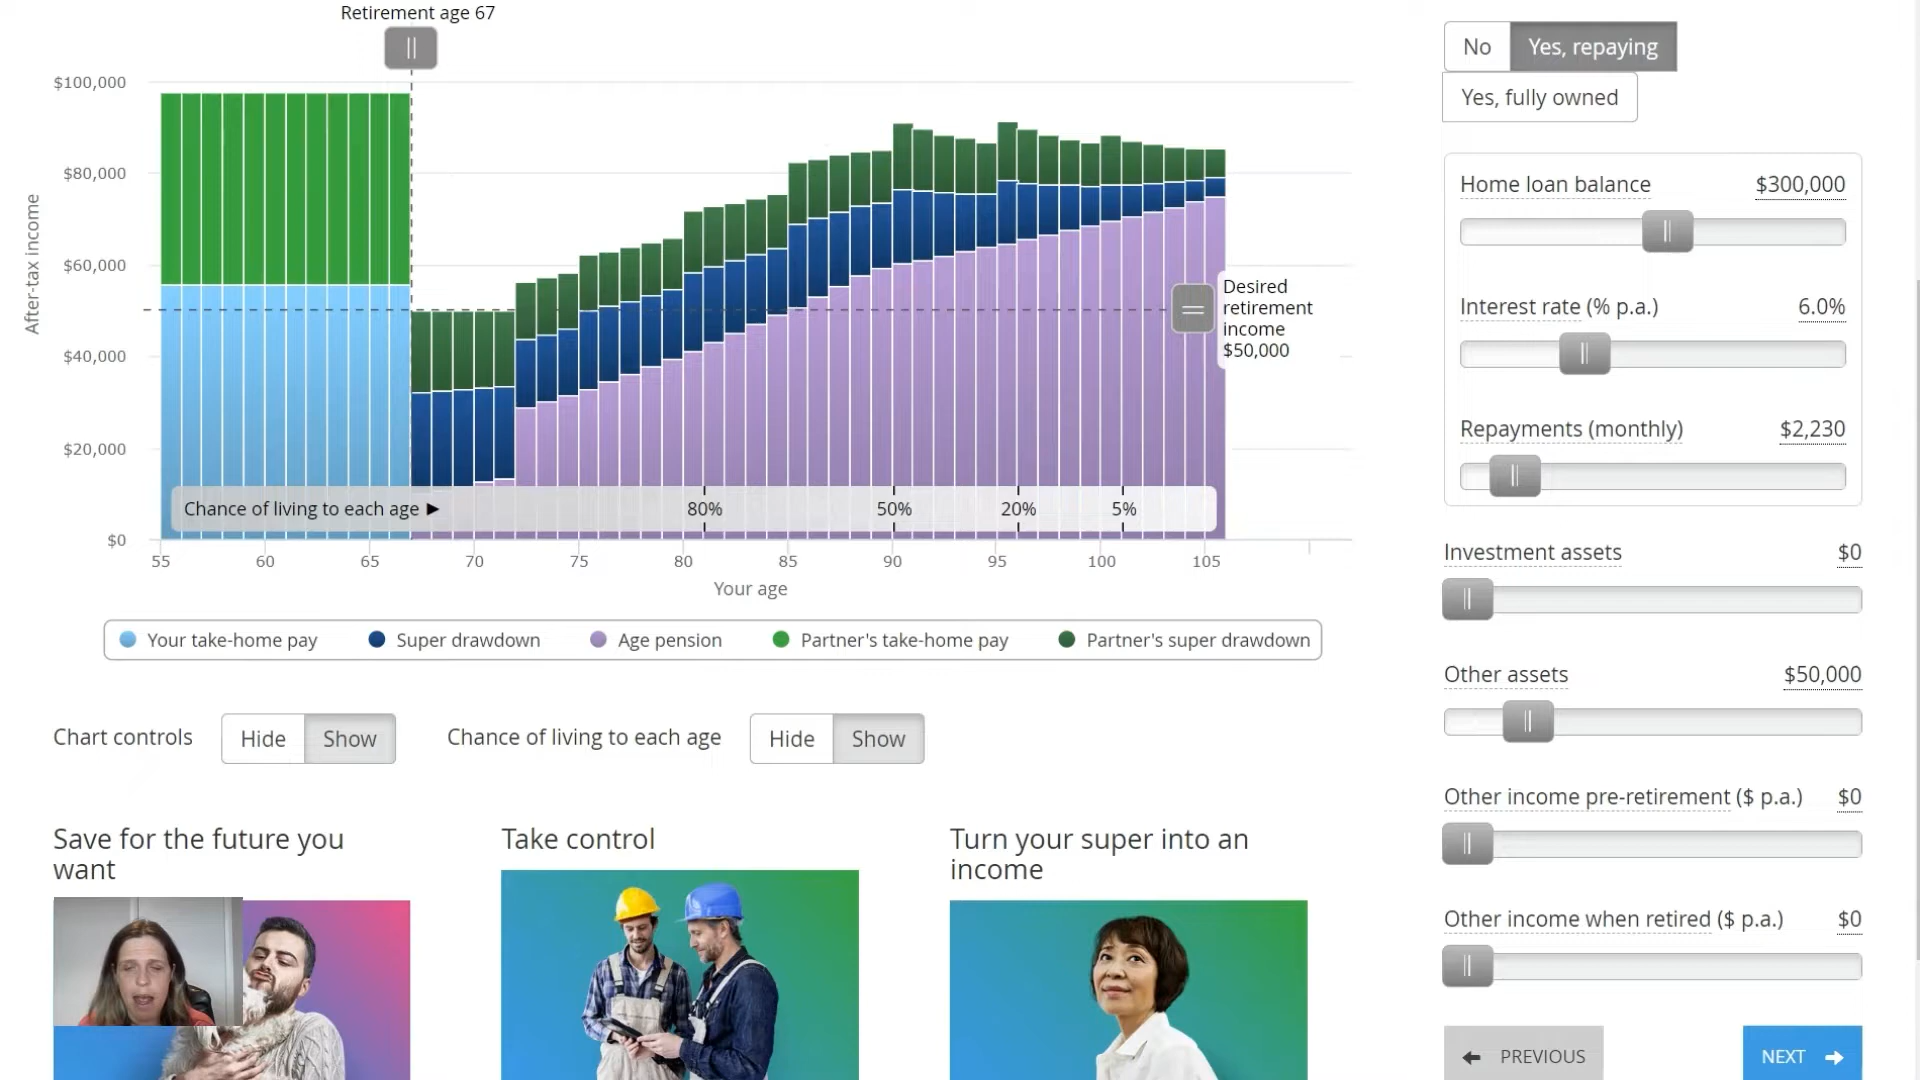 Retirement age 67
$100,000
$80,000
$60,000
$40,000
$20,000
$0
After-tax income
Desired
retirement
income
$50,000
Chance of living to each age ▶
80%
50%
20%
5%
55
60
65
70
75
80
85
90
95
100
105
Your age
Your take-home pay
Super drawdown
Age pension
Partner's take-home pay
Partner's super drawdown
Chart controls
Hide
Show
Chance of living to each age
Hide
Show
Save for the future you
want
Take control
Turn your super into an
income
No
Yes, repaying
Yes, fully owned
Home loan balance
$300,000
Interest rate (% p.a.)
6.0%
Repayments (monthly)
$2,230
Investment assets
$0
Other assets
$50,000
Other income pre-retirement ($ p.a.)
$0
Other income when retired ($ p.a.)
$0
PREVIOUS
NEXT